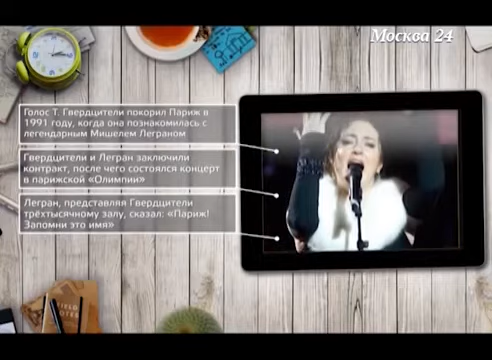 Москва 24
Голос Т. Гвердцители покорил Париж в
1991 году, когда она познакомилась с
легендарным Мишелем Леграном
Гвердцители и Легран заключили
контракт, после чего состоялся концерт
в парижской «Олимпии»
Легран, представляя Гвердцители
трёхтысячному залу, сказал: «Париж!
Запомни это имя»